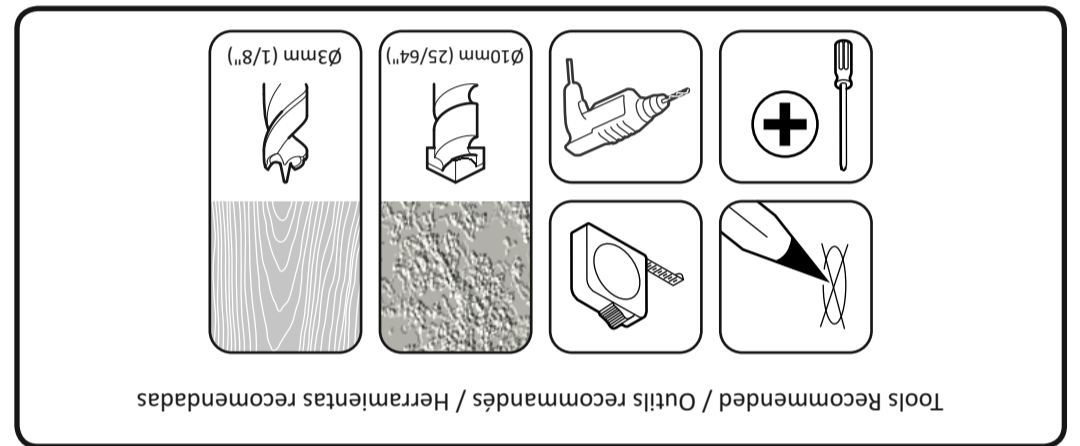 Tools Recommended / Outils recommandés / Herramientas recomendadas
Ø10mm (25/64")
Ø3mm (1/8")